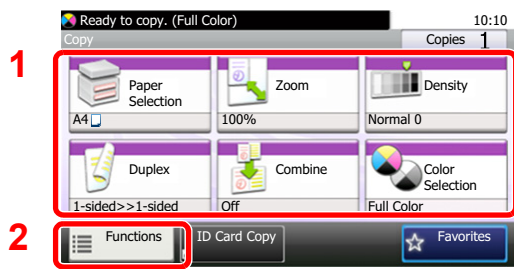 Ready to copy. (Full Color)
10:10
Copy
Copies 1
1
Paper
Selection
A4
Zoom
100%
Density
Normal 0
Duplex
1-sided>>1-sided
Combine
Off
Color
Selection
Full Color
2
Functions
ID Card Copy
Favorites